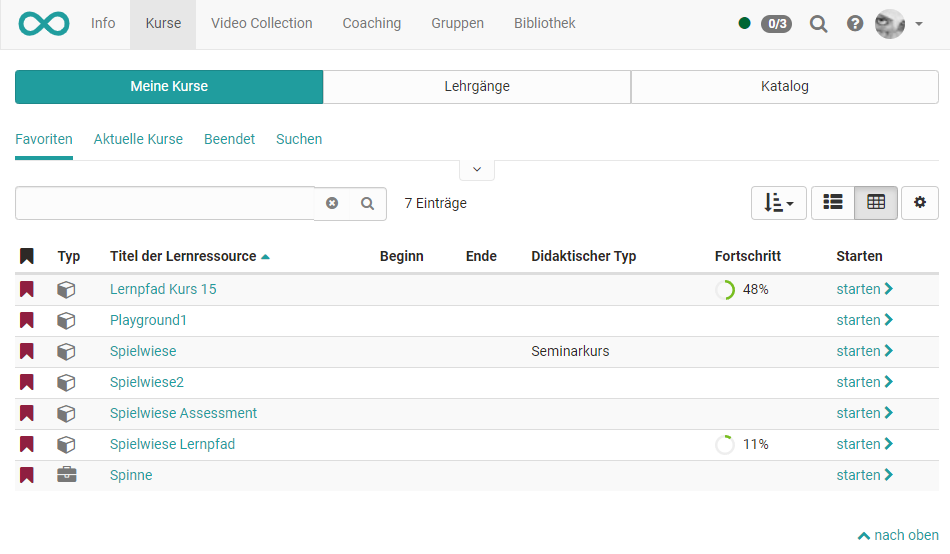 Info Kurse Video Collection Coaching Gruppen Bibliothek 0/3
Meine Kurse Lehrgänge Katalog
Favoriten Aktuelle Kurse Beendet Suchen
7 Einträge
Typ Titel der Lernressource Beginn Ende Didaktischer Typ Fortschritt Starten
Lernpfad Kurs 15 48% starten
Playground1 starten
Spielwiese Seminarkurs starten
Spielwiese2 starten
Spielwiese Assessment starten
Spielwiese Lernpfad 11% starten
Spinne starten
nach oben